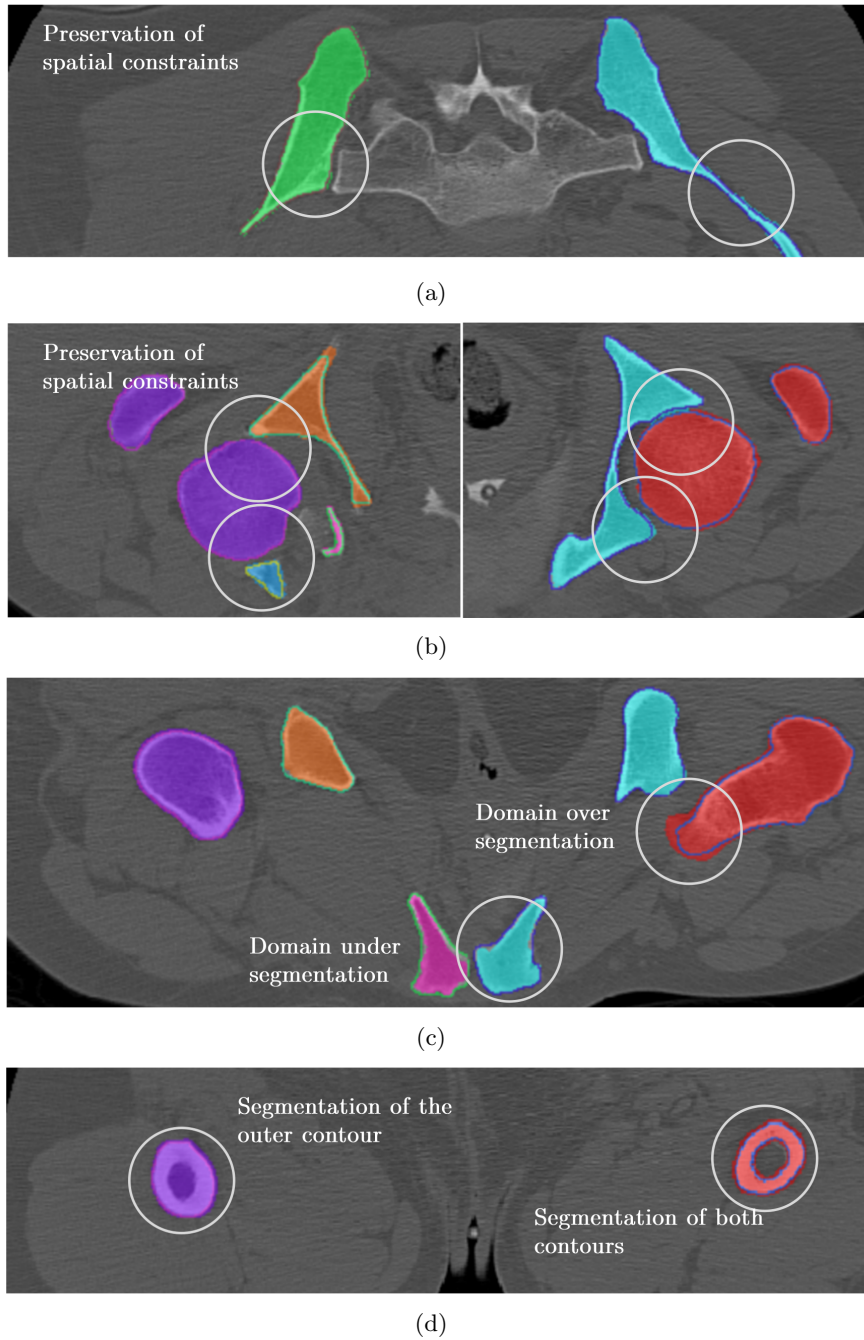 Preservation of
spatial constraints
(a)
Preservation of
spatial constraints
(b)
Domain over
segmentation
Domain under
segmentation
(c)
Segmentation of the
outer contour
Segmentation of both
contours
(d)